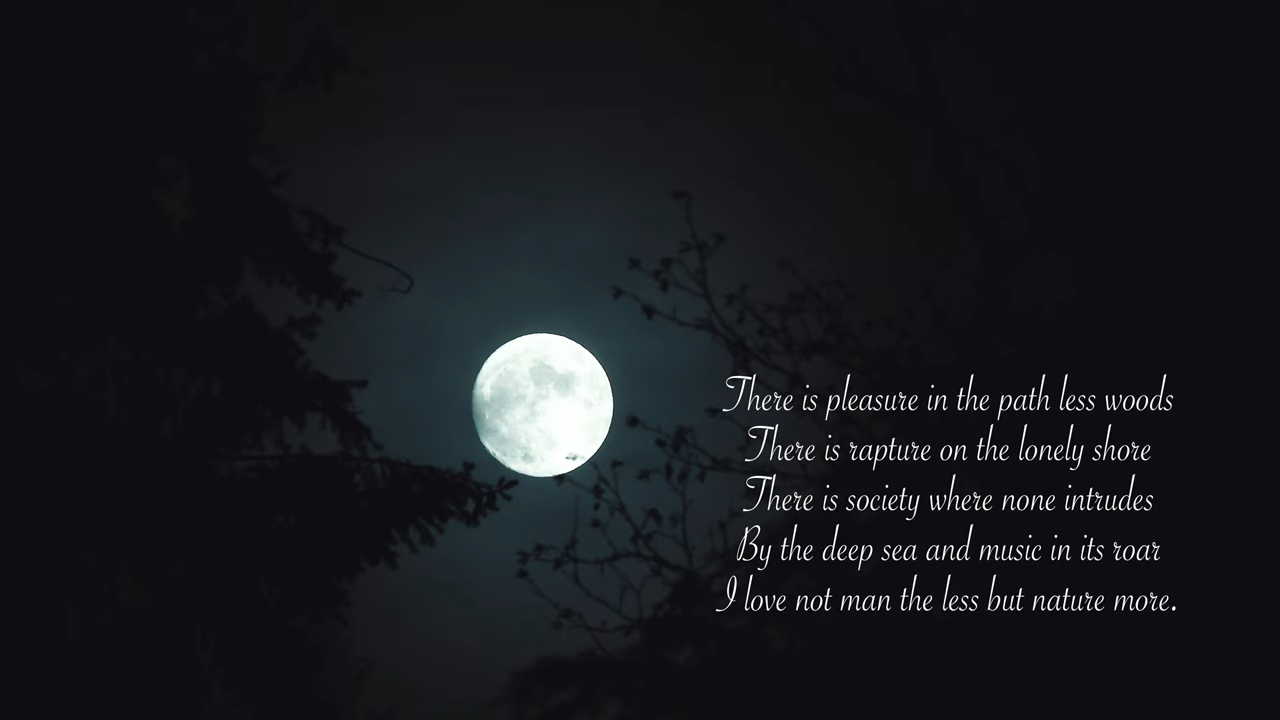 There is pleasure in the path less woods
There is rapture on the lonely shore
There is society where none intrudes
By the deep sea and music in its roar
I love not man the less but nature more.